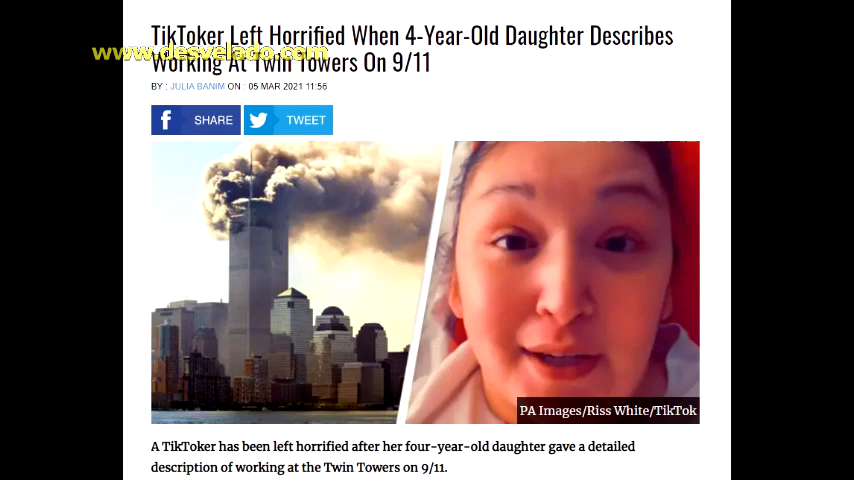 TikToker Left Horrified When 4-Year-Old Daughter Describes
www.desvelado.com
Working At Twin Towers On 9/11
BY : JULIA BANIM ON : 05 MAR 2021 11:56
SHARE
TWEET
PA Images/Riss White/TikTok
A TikToker has been left horrified after her four-year-old daughter gave a detailed
description of working at the Twin Towers on 9/11.